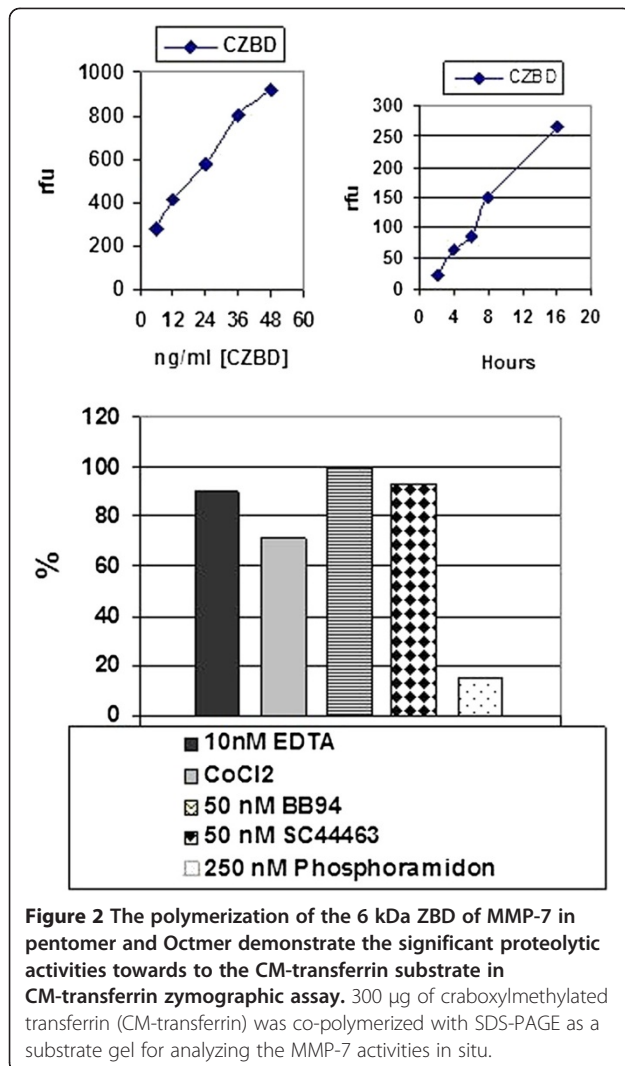 CZBD
1000
800
600
400
200
0
rfu
0 12 24 36 48 60
ng/ml [CZBD]
CZBD
300
250
200
150
100
50
0
rfu
0 4 8 12 16 20
Hours
120
100
80
60
40
20
0
%
10nM EDTA
CoCl2
50 nM BB94
50 nM SC44463
250 nM Phosphoramidon
Figure 2 The polymerization of the 6 kDa ZBD of MMP-7 in
pentomer and Octmer demonstrate the significant proteolytic
activities towards to the CM-transferrin substrate in
CM-transferrin zymographic assay. 300 μg of craboxylmethylated
transferrin (CM-transferrin) was co-polymerized with SDS-PAGE as a
substrate gel for analyzing the MMP-7 activities in situ.